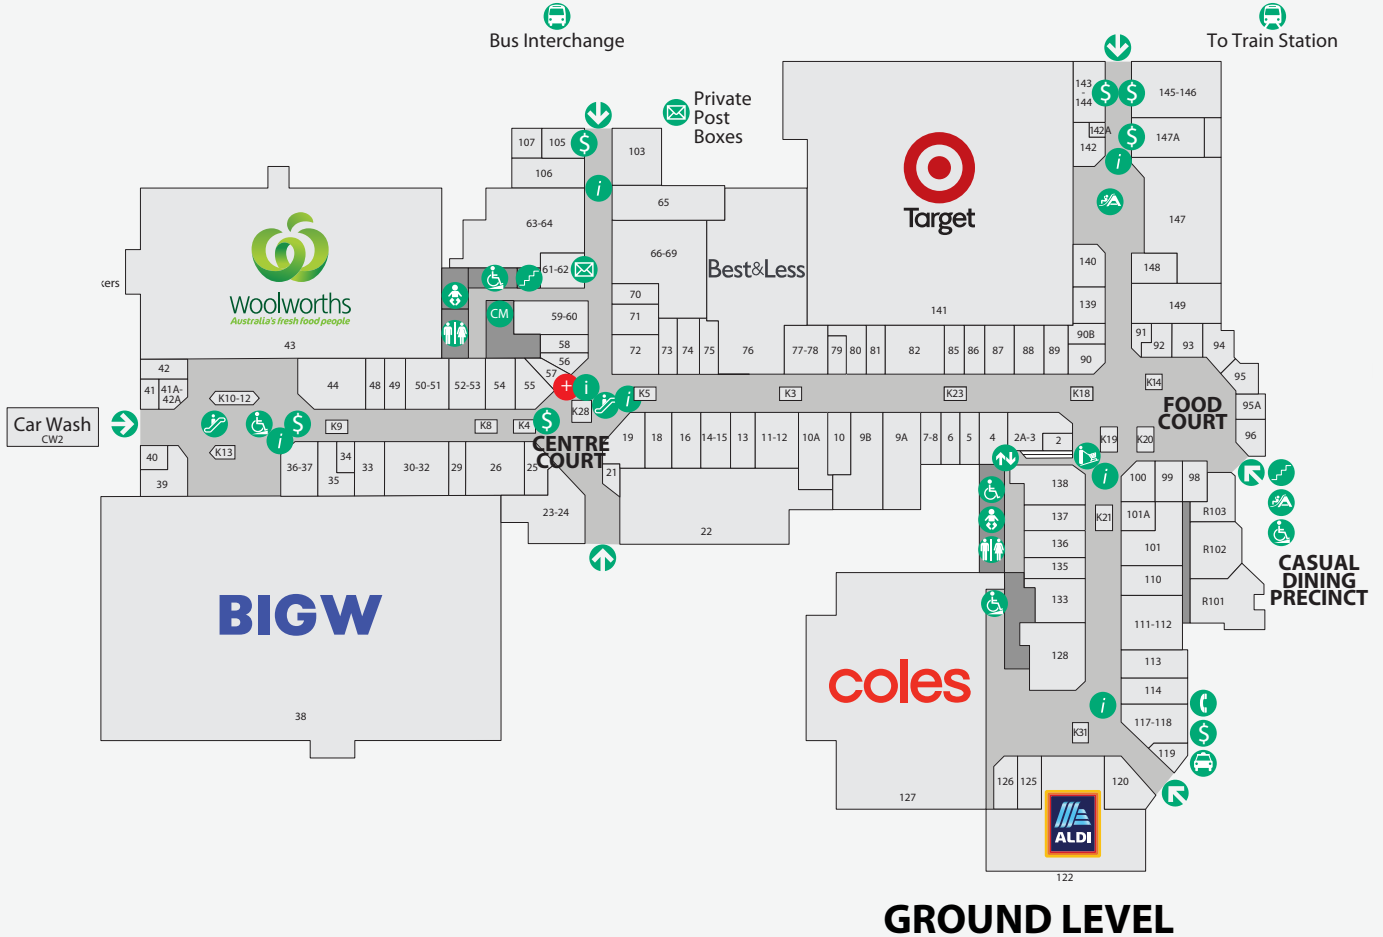 Bus Interchange
To Train Station
Private
Post
Boxes
143
-
144
$
$
145-146
142A
142
$
147A
i
107
105
$
103
106
i
63-64
65
66-69
61-62
Best&Less
Target
141
147
140
148
139
149
Woolworths
Australia's fresh food people
43
kers
CM
59-60
58
56
57
70
71
72
73
74
75
76
77-78
79
80
81
82
85
86
87
88
89
90B
90
91
92
93
94
95
95A
96
42
41
41A-
42A
44
48
49
50-51
52-53
54
55
K10-12
K9
K8
K4
K28
K5
K3
K23
K18
K14
K19
K20
K13
$
i
$
i
i
Car Wash
CW2
CENTRE
COURT
FOOD
COURT
40
39
36-37
34
35
33
30-32
29
26
25
23-24
21
19
18
16
14-15
13
11-12
10A
10
9B
9A
7-8
6
5
4
2A-3
2
22
i
138
137
136
135
133
128
K21
100
99
98
101A
101
110
111-112
113
114
117-118
119
R103
R102
R101
CASUAL
DINING
PRECINCT
BIGW
38
coles
127
i
K31
$
126
125
120
ALDI
122
GROUND LEVEL